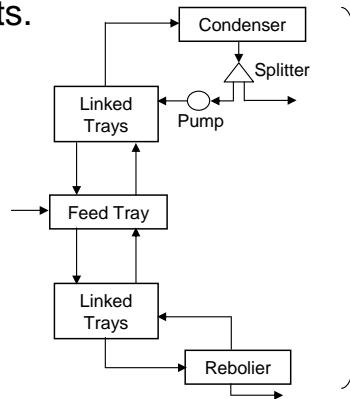 ts.
Condenser
Splitter
Linked
Trays
Pump
Feed Tray
Linked
Trays
Rebolier